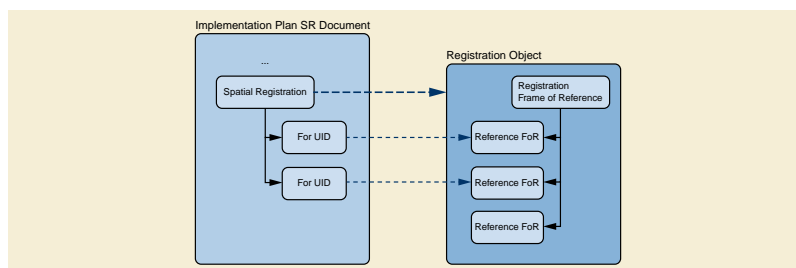 Implementation Plan SR Document
...
Spatial Registration
For UID
For UID
Registration Object
Registration
Frame of Reference
Reference FoR
Reference FoR
Reference FoR